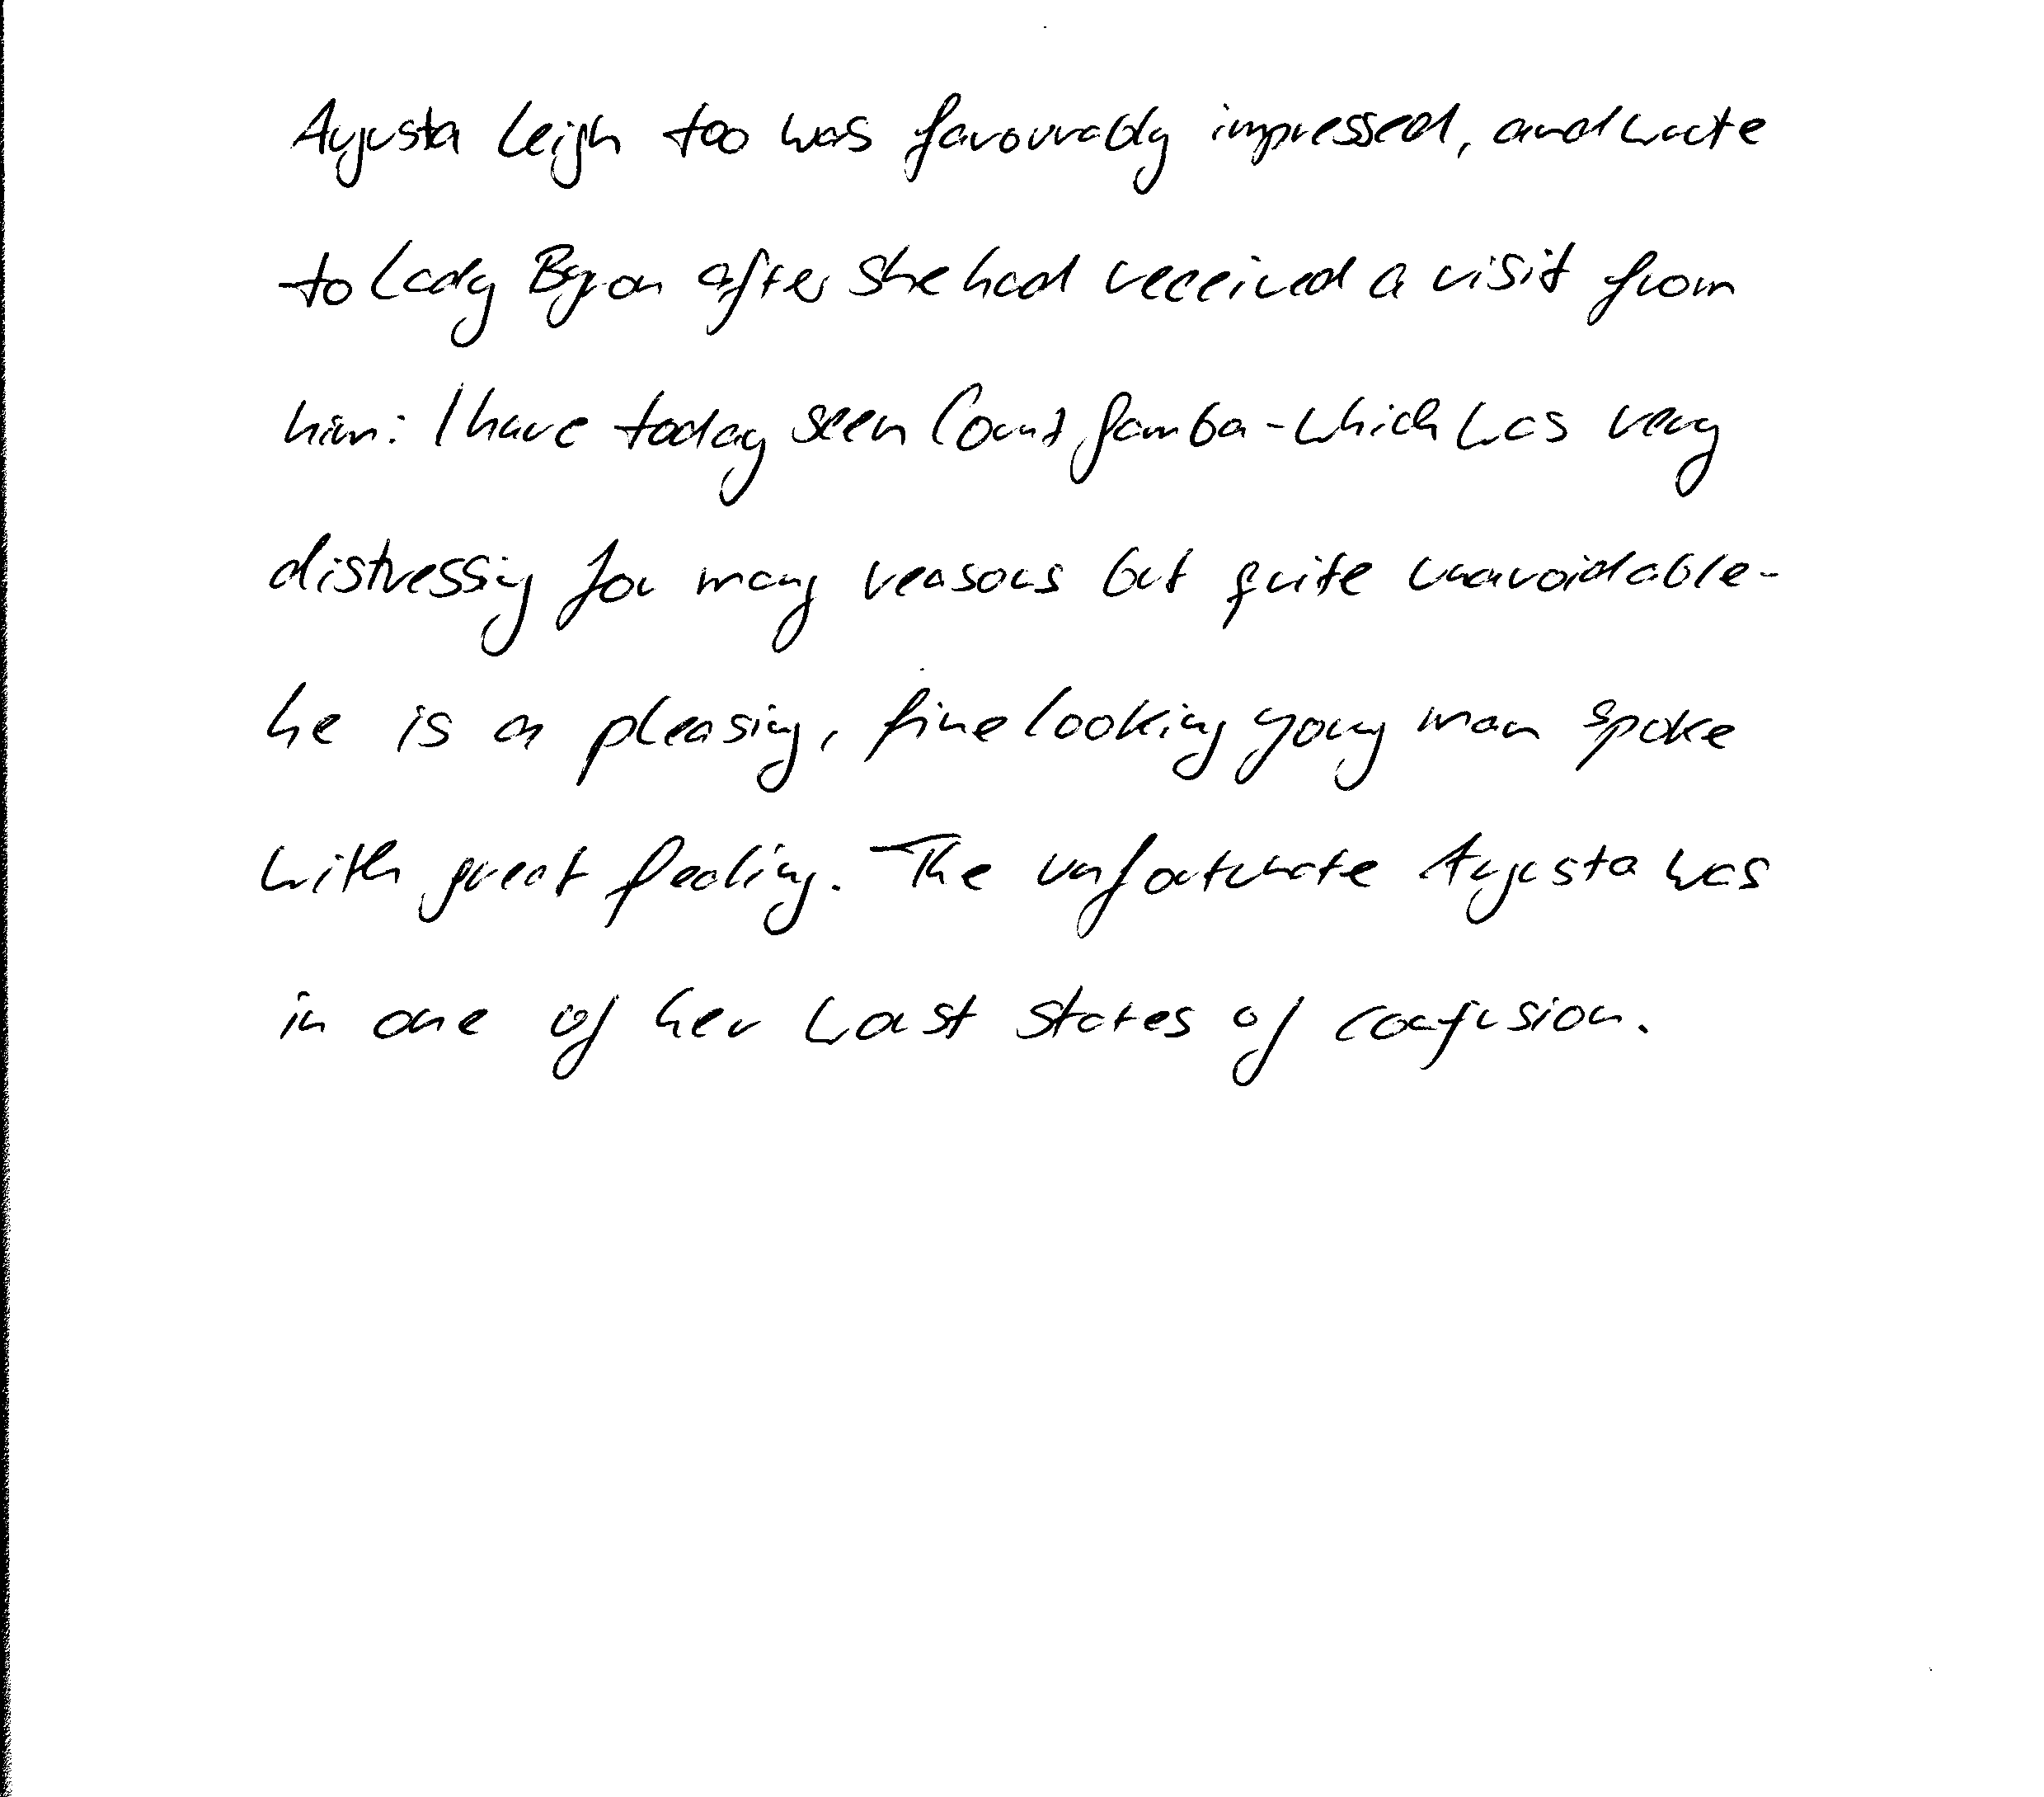 Augusta Leigh too was favourably impressed, and wrote
to Lady Byron after she had received a visit from
him: I have today seen Count Gamba - which was very
distressing for many reasons but quite unavoidable -
he is a pleasing, fine looking young man spoke
with great feeling. The unfortunate Augusta was
in one of her worst states of confusion.